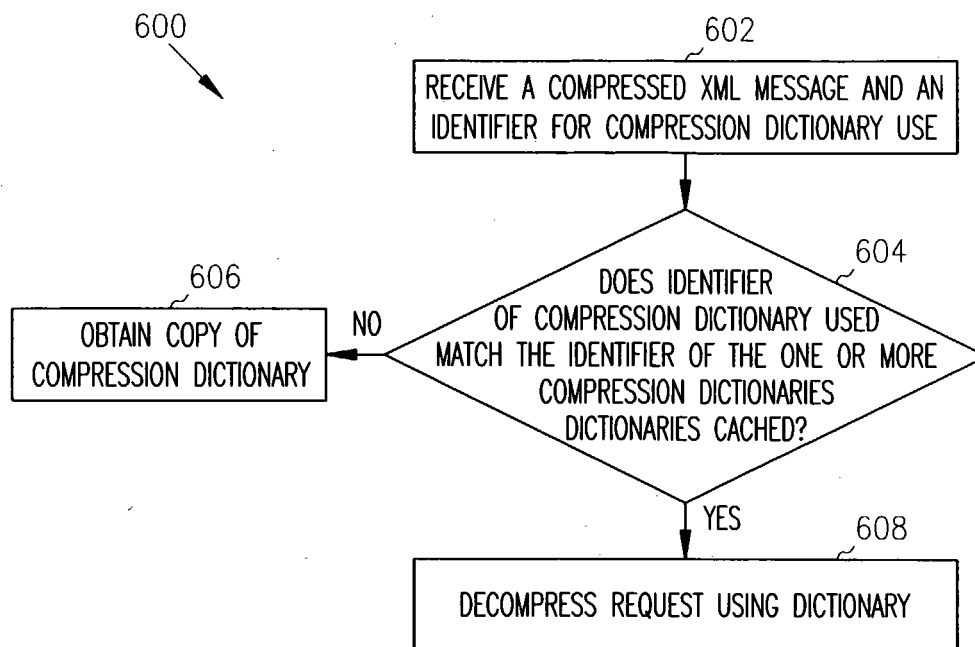 600
602
RECEIVE A COMPRESSED XML MESSAGE AND AN
IDENTIFIER FOR COMPRESSION DICTIONARY USE
604
DOES IDENTIFIER
OF COMPRESSION DICTIONARY USED
MATCH THE IDENTIFIER OF THE ONE OR MORE
COMPRESSION DICTIONARIES
DICTIONARIES CACHED?
606
OBTAIN COPY OF
COMPRESSION DICTIONARY
NO
YES
608
DECOMPRESS REQUEST USING DICTIONARY